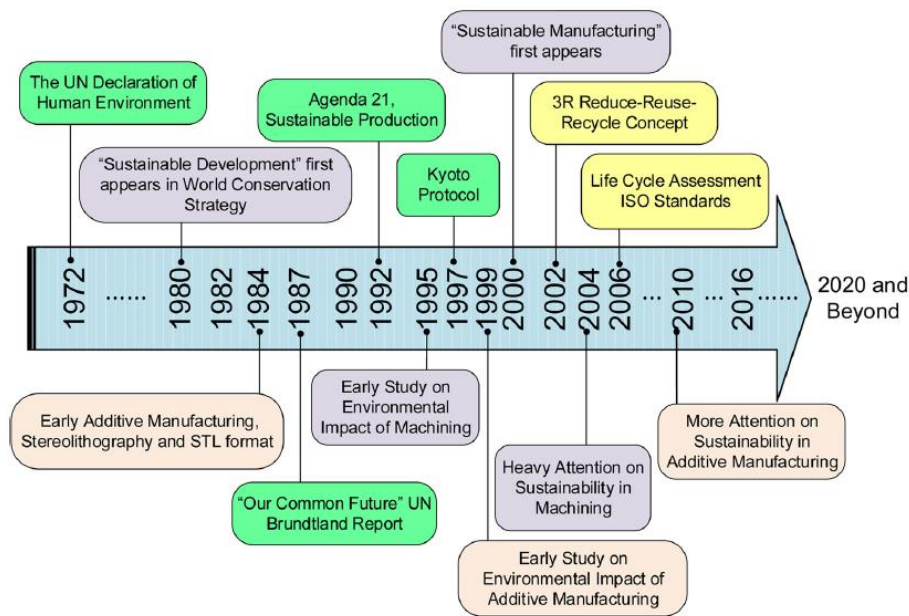 “Sustainable Manufacturing”
first appears
The UN Declaration of
Human Environment
Agenda 21,
Sustainable Production
3R Reduce-Reuse-
Recycle Concept
“Sustainable Development” first
appears in World Conservation
Strategy
Kyoto
Protocol
Life Cycle Assessment
ISO Standards
1972 ...... 1980 1982 1984 1987 1990 1992 1995 1997 1999 2000 2002 2004 2006 ... 2010 ... 2016 ......
2020 and
Beyond
Early Additive Manufacturing,
Stereolithography and STL format
Early Study on
Environmental
Impact of Machining
More Attention on
Sustainability in
Additive Manufacturing
Heavy Attention on
Sustainability in
Machining
“Our Common Future” UN
Brundtland Report
Early Study on
Environmental Impact of
Additive Manufacturing